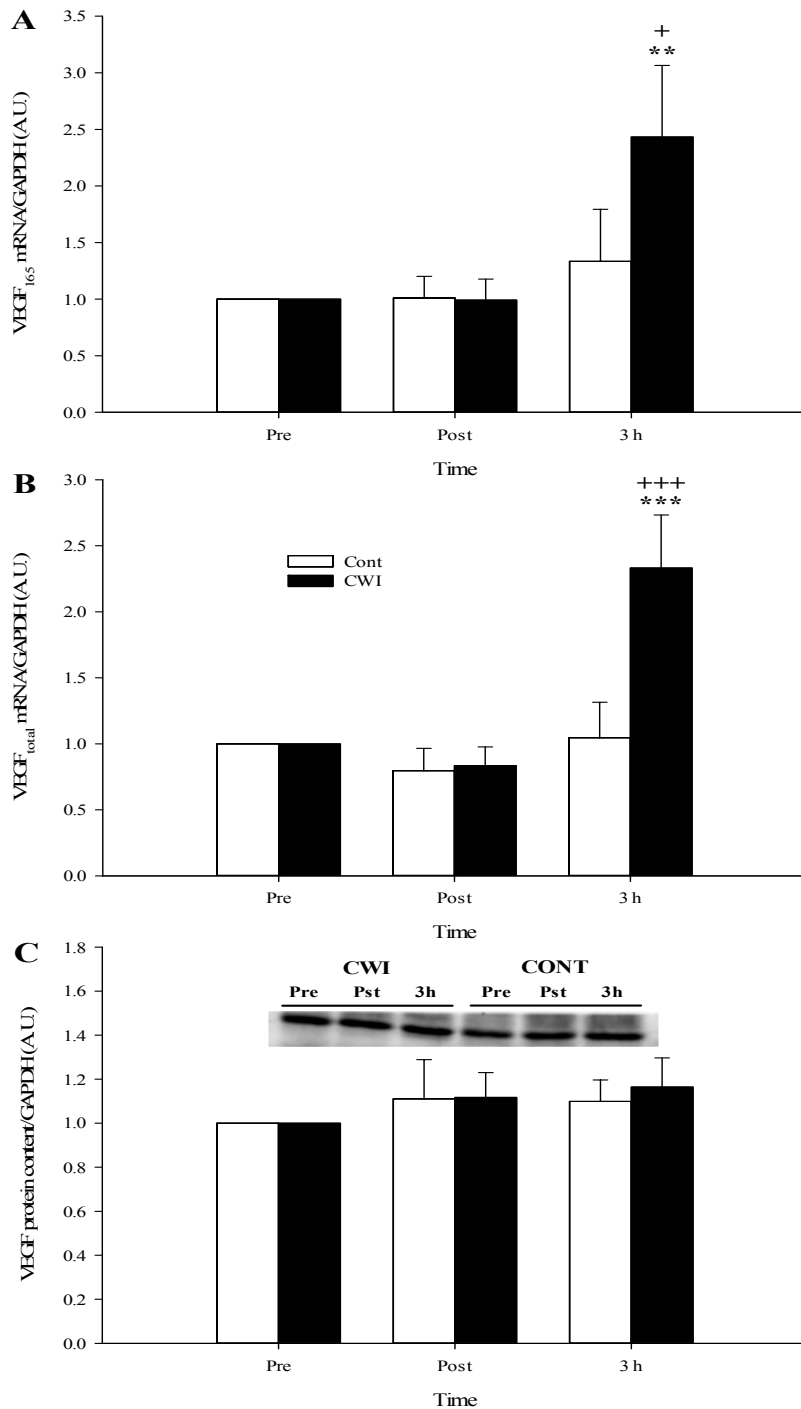 A
VEGF165 mRNA/GAPDH (A.U.)
3.5
3.0
2.5
2.0
1.5
1.0
0.5
0.0
+
**
Pre Post 3 h
Time
B
VEGFtotal mRNA/GAPDH (A.U.)
3.0
2.5
2.0
1.5
1.0
0.5
0.0
+++
***
Cont
CWI
Pre Post 3 h
Time
C
VEGF protein content/GAPDH (A.U.)
1.8
1.6
1.4
1.2
1.0
0.8
0.6
0.4
0.2
0.0
CWI CONT
Pre Pst 3h Pre Pst 3h
Pre Post 3 h
Time